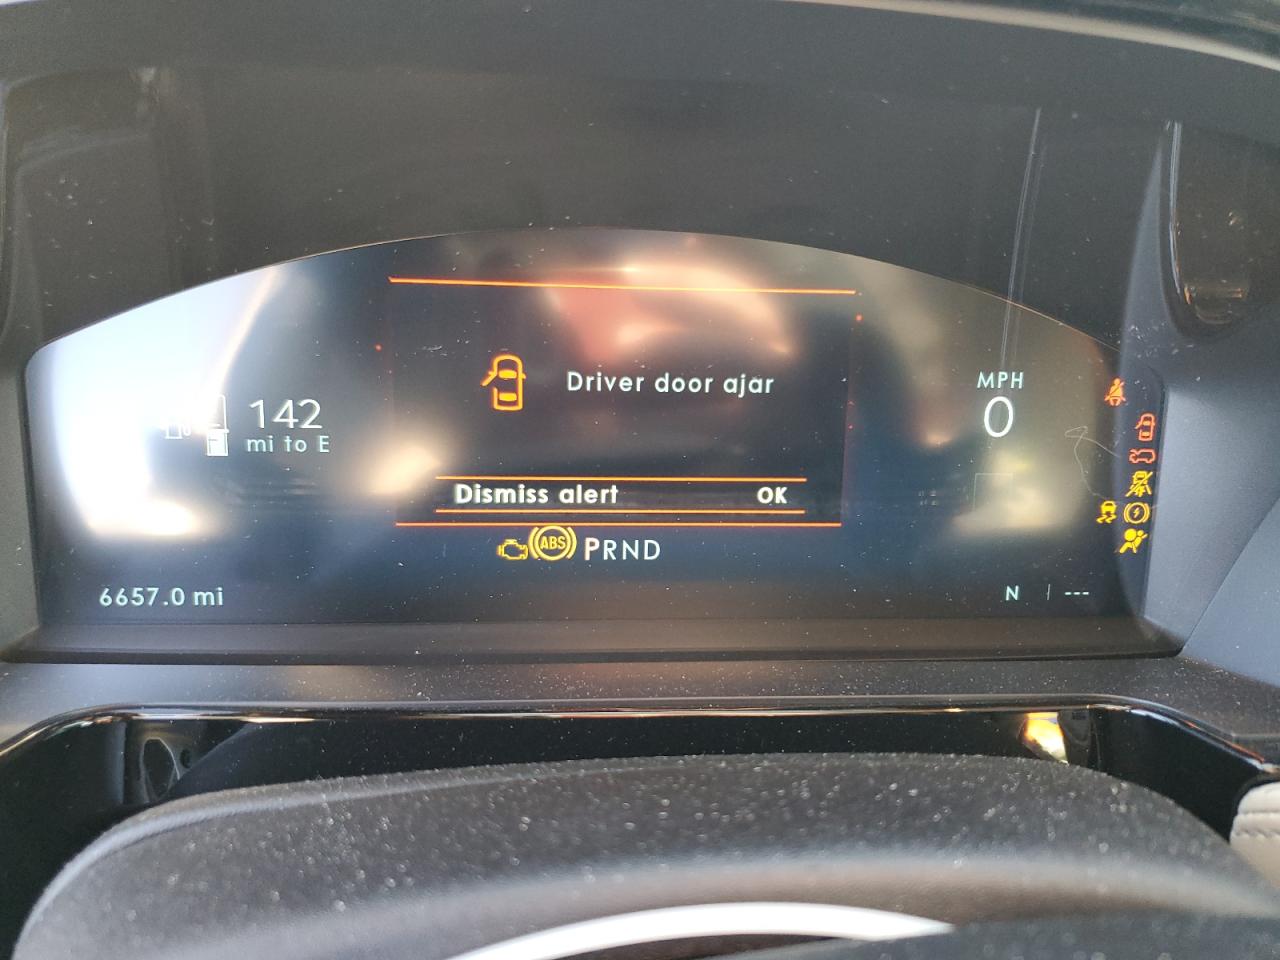 Driver door ajar
142
mi to E
MPH
0
Dismiss alert OK
ABS PRND
6657.0 mi
N ---